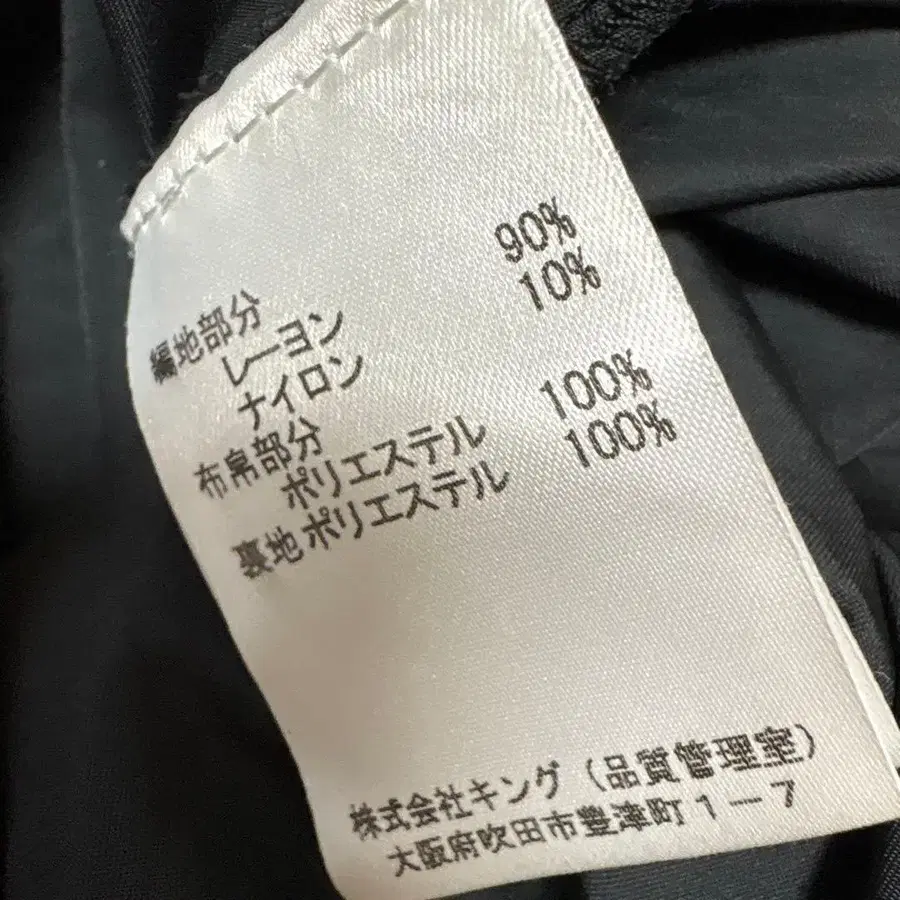 編地部分
レーヨン 90%
ナイロン 10%
布帛部分
ポリエステル 100%
裏地 ポリエステル 100%
株式会社キング（品質管理室）
大阪府吹田市豊津町１－７